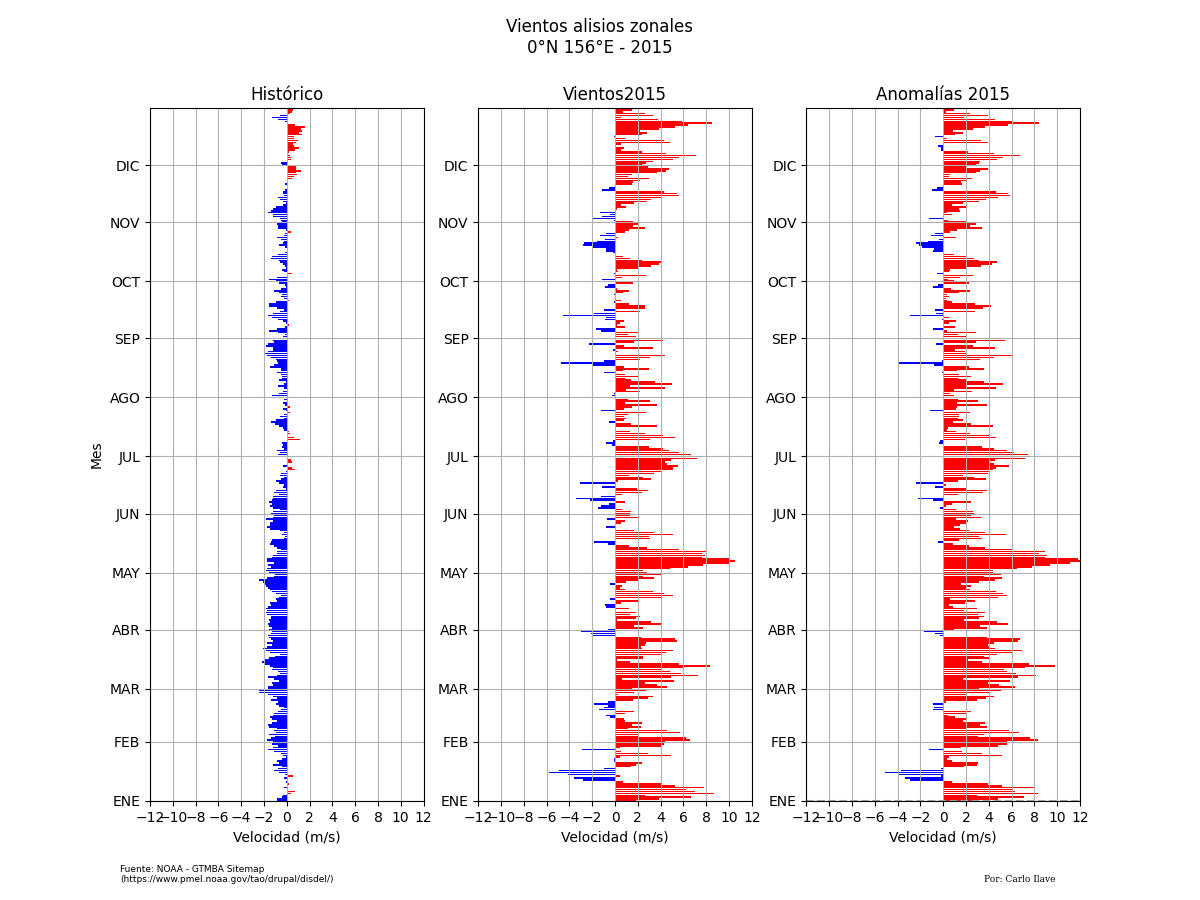 Vientos alisios zonales
0°N 156°E - 2015
Histórico
Vientos2015
Anomalías 2015
Mes
DIC
NOV
OCT
SEP
AGO
JUL
JUN
MAY
ABR
MAR
FEB
ENE
DIC
NOV
OCT
SEP
AGO
JUL
JUN
MAY
ABR
MAR
FEB
ENE
DIC
NOV
OCT
SEP
AGO
JUL
JUN
MAY
ABR
MAR
FEB
ENE
−12 −10 −8 −6 −4 −2 0 2 4 6 8 10 12
−12 −10 −8 −6 −4 −2 0 2 4 6 8 10 12
−12 −10 −8 −6 −4 −2 0 2 4 6 8 10 12
Velocidad (m/s)
Velocidad (m/s)
Velocidad (m/s)
Fuente: NOAA - GTMBA Sitemap
(https://www.pmel.noaa.gov/tao/drupal/disdel/)
Por: Carlo Ilave